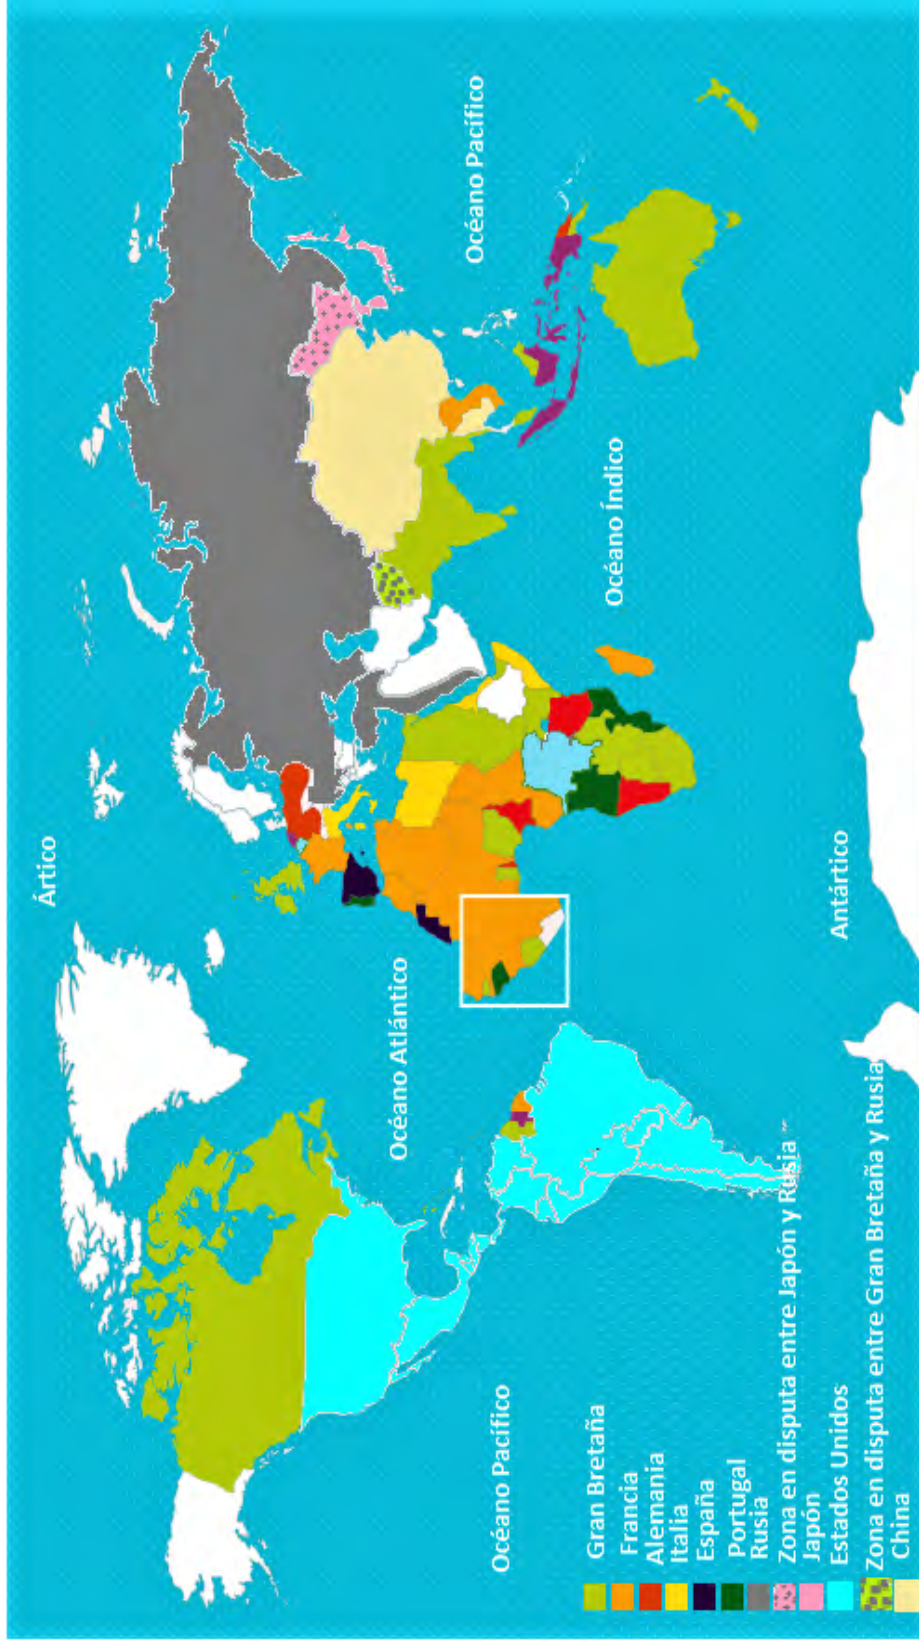 Ártico
Océano Atlántico
Océano Pacífico
Océano Pacífico
Océano Índico
Antártico
Gran Bretaña
Francia
Alemania
Italia
España
Portugal
Rusia
Zona en disputa entre Japón y Rusia
Japón
Estados Unidos
Zona en disputa entre Gran Bretaña y Rusia
China